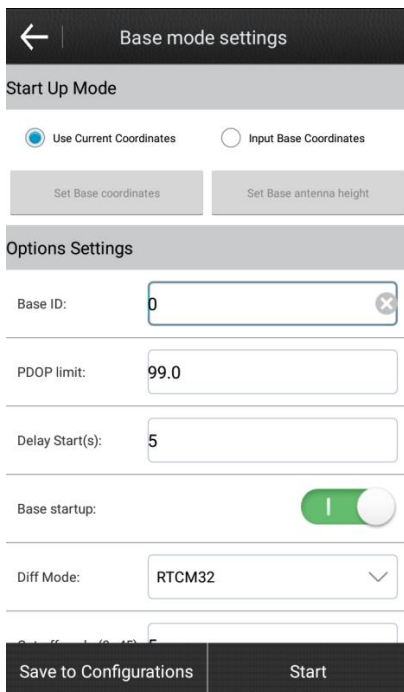 Base mode settings
Start Up Mode
Use Current Coordinates Input Base Coordinates
Set Base coordinates Set Base antenna height
Options Settings
Base ID: 0
PDOP limit: 99.0
Delay Start(s): 5
Base startup:
Diff Mode: RTCM32
Save to Configurations Start